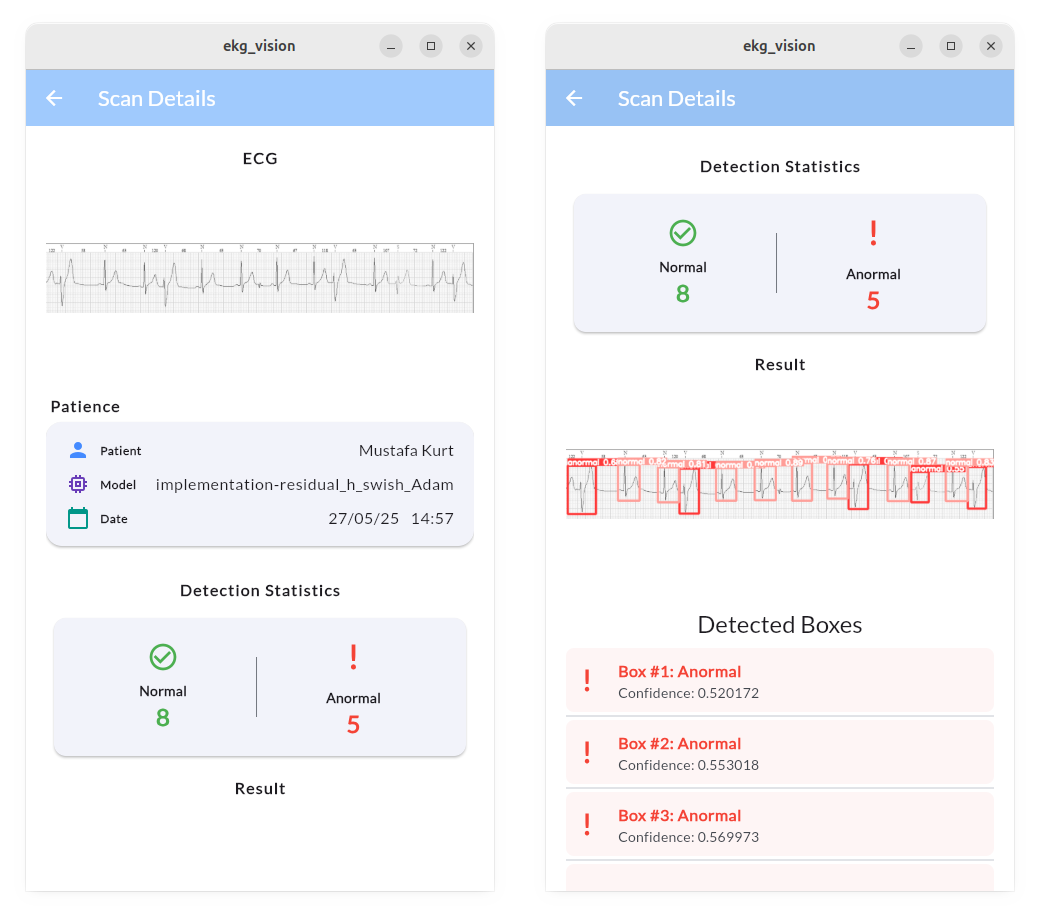 ekg_vision
Scan Details
ECG
Patience
Patient Mustafa Kurt
Model implementation-residual_h_swish_Adam
Date 27/05/25 14:57
Detection Statistics
Normal
8
Anormal
5
Result
ekg_vision
Scan Details
Detection Statistics
Normal
8
Anormal
5
Result
Detected Boxes
Box #1: Anormal
Confidence: 0.520172
Box #2: Anormal
Confidence: 0.553018
Box #3: Anormal
Confidence: 0.569973